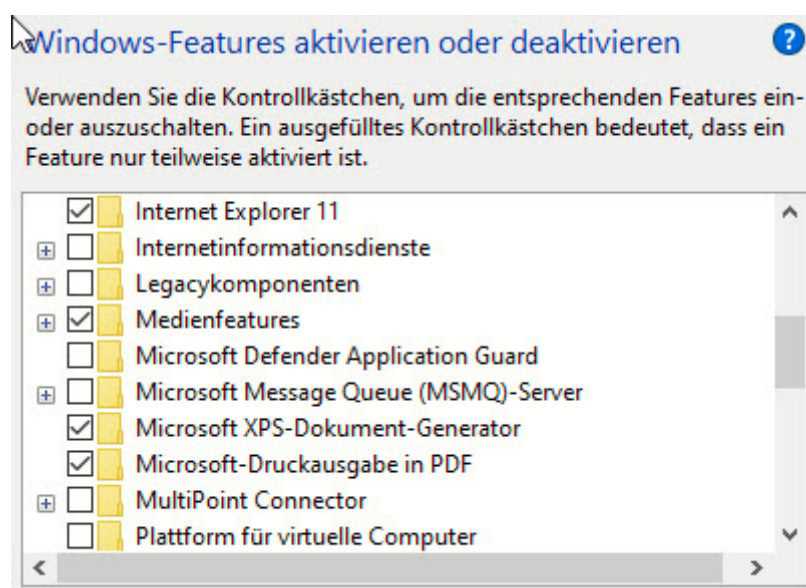 Windows-Features aktivieren oder deaktivieren
?
Verwenden Sie die Kontrollkästchen, um die entsprechenden Features ein-
oder auszuschalten. Ein ausgefülltes Kontrollkästchen bedeutet, dass ein
Feature nur teilweise aktiviert ist.
Internet Explorer 11
Internetinformationsdienste
Legacykomponenten
Medienfeatures
Microsoft Defender Application Guard
Microsoft Message Queue (MSMQ)-Server
Microsoft XPS-Dokument-Generator
Microsoft-Druckausgabe in PDF
MultiPoint Connector
Plattform für virtuelle Computer